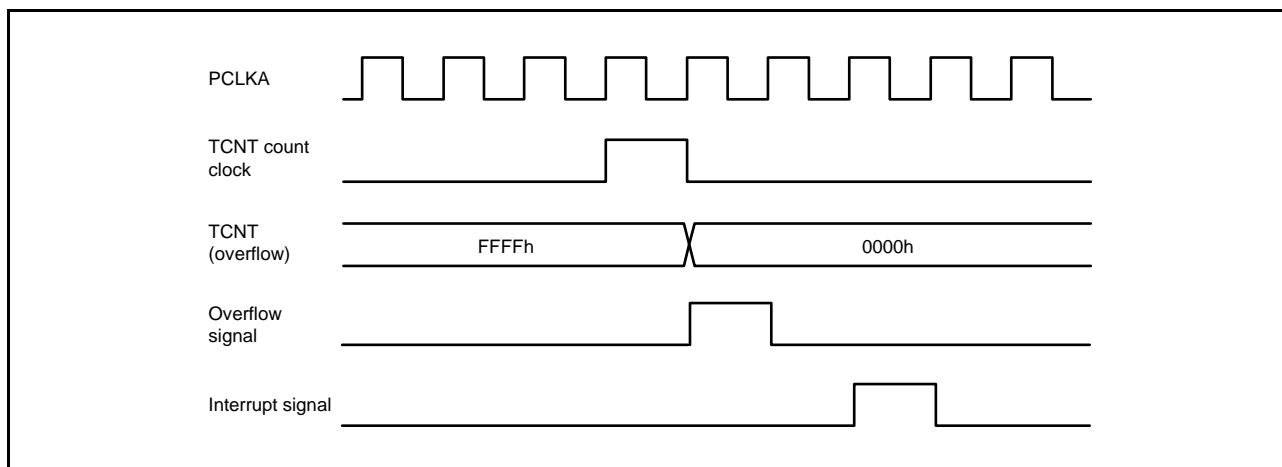 PCLKA
TCNT count
clock
TCNT
(overflow)
FFFFh
0000h
Overflow
signal
Interrupt signal